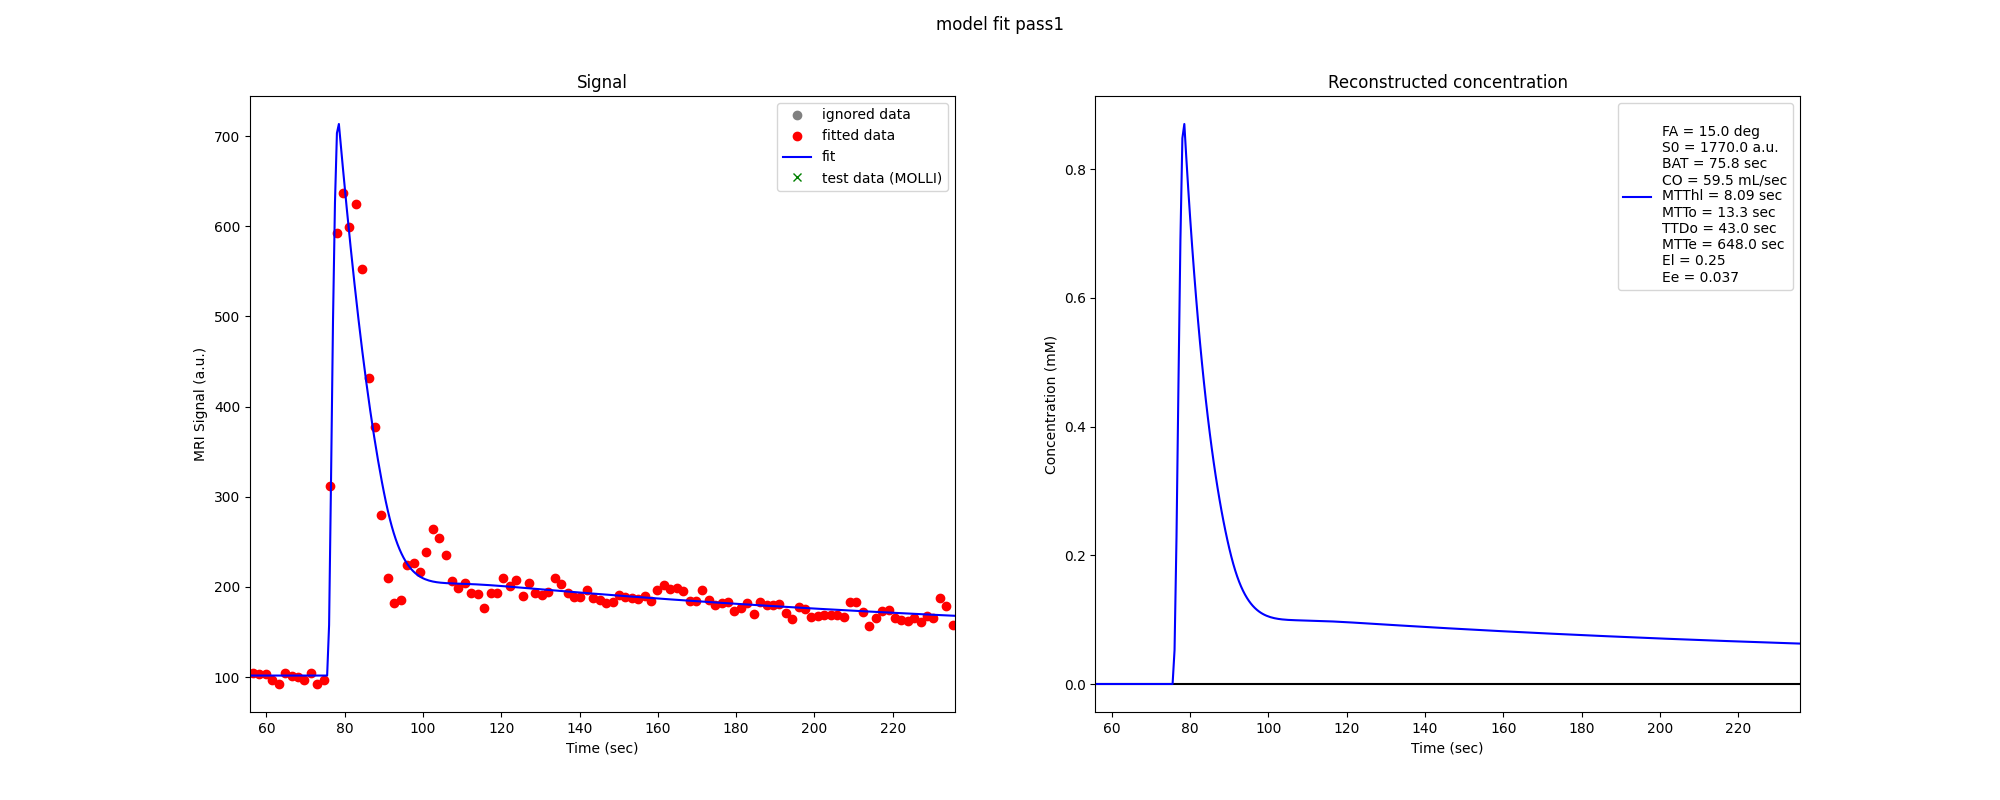 model fit pass1
Signal
MRI Signal (a.u.)
700
600
500
400
300
200
100
60 80 100 120 140 160 180 200 220
Time (sec)
ignored data
fitted data
fit
test data (MOLLI)
Reconstructed concentration
Concentration (mM)
0.8
0.6
0.4
0.2
0.0
60 80 100 120 140 160 180 200 220
Time (sec)
FA = 15.0 deg
S0 = 1770.0 a.u.
BAT = 75.8 sec
CO = 59.5 mL/sec
MTThl = 8.09 sec
MTTo = 13.3 sec
TTDo = 43.0 sec
MTTe = 648.0 sec
El = 0.25
Ee = 0.037